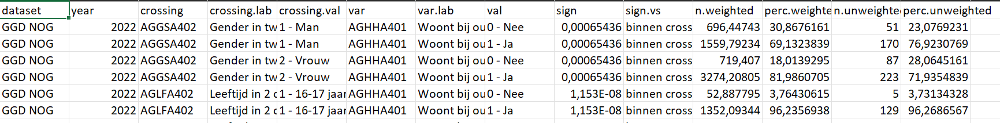 dataset year crossing crossing.lab crossing.val var var.lab val sign sign.vs n.weighted perc.weighte n.unweighte perc.unweighted
GGD NOG 2022 AGGSA402 Gender in tw 1 - Man AGHHA401 Woont bij ou 0 - Nee 0,00065436 binnen cross 696,44743 30,8676161 51 23,0769231
GGD NOG 2022 AGGSA402 Gender in tw 1 - Man AGHHA401 Woont bij ou 1 - Ja 0,00065436 binnen cross 1559,79234 69,1323839 170 76,9230769
GGD NOG 2022 AGGSA402 Gender in tw 2 - Vrouw AGHHA401 Woont bij ou 0 - Nee 0,00065436 binnen cross 719,407 18,0139295 87 28,0645161
GGD NOG 2022 AGGSA402 Gender in tw 2 - Vrouw AGHHA401 Woont bij ou 1 - Ja 0,00065436 binnen cross 3274,20805 81,9860705 223 71,9354839
GGD NOG 2022 AGLFA402 Leeftijd in 2 c 1 - 16-17 jaar AGHHA401 Woont bij ou 0 - Nee 1,153E-08 binnen cross 52,887795 3,76430615 5 3,73134328
GGD NOG 2022 AGLFA402 Leeftijd in 2 c 1 - 16-17 jaar AGHHA401 Woont bij ou 1 - Ja 1,153E-08 binnen cross 1352,09344 96,2356938 129 96,2686567